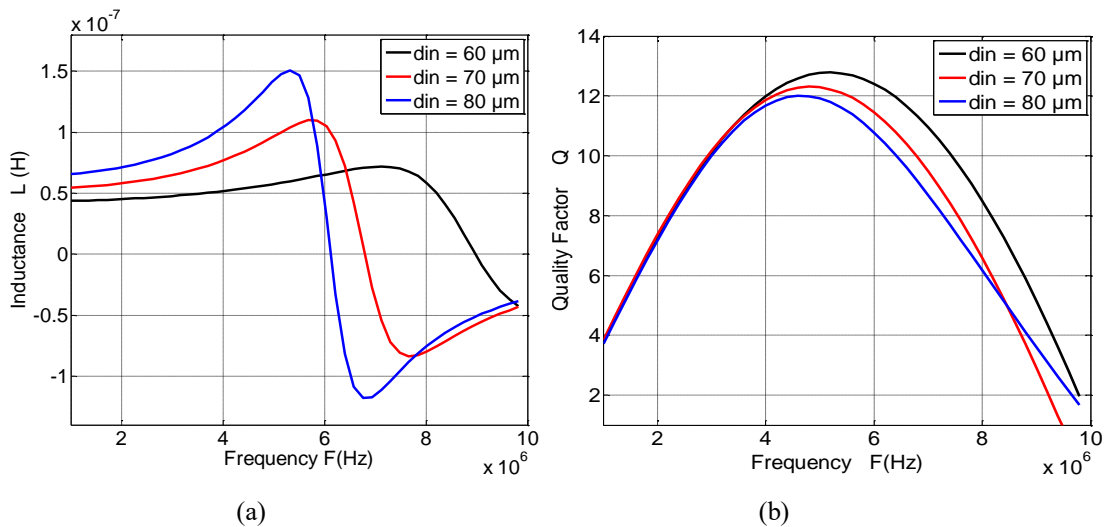 x 10^-7
1.5
1
0.5
0
-0.5
-1
Inductance L (H)
din = 60 µm
din = 70 µm
din = 80 µm
2 4 6 8 10
Frequency F(Hz)
x 10^6
(a)
14
12
10
8
6
4
2
Quality Factor Q
din = 60 µm
din = 70 µm
din = 80 µm
2 4 6 8 10
Frequency F(Hz)
x 10^6
(b)